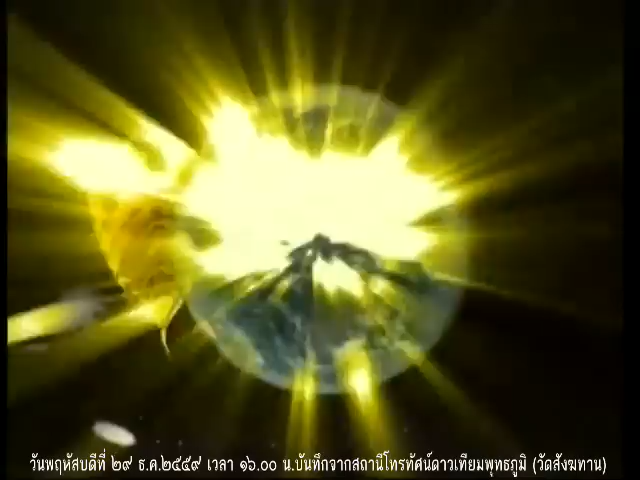 วันพฤหัสบดีที่ ๒๙ ธ.ค.๒๕๕๙ เวลา ๑๖.๐๐ น.บันทึกจากสถานีโทรทัศน์ดาวเทียมพุทธภูมิ (วัดสังฆทาน)